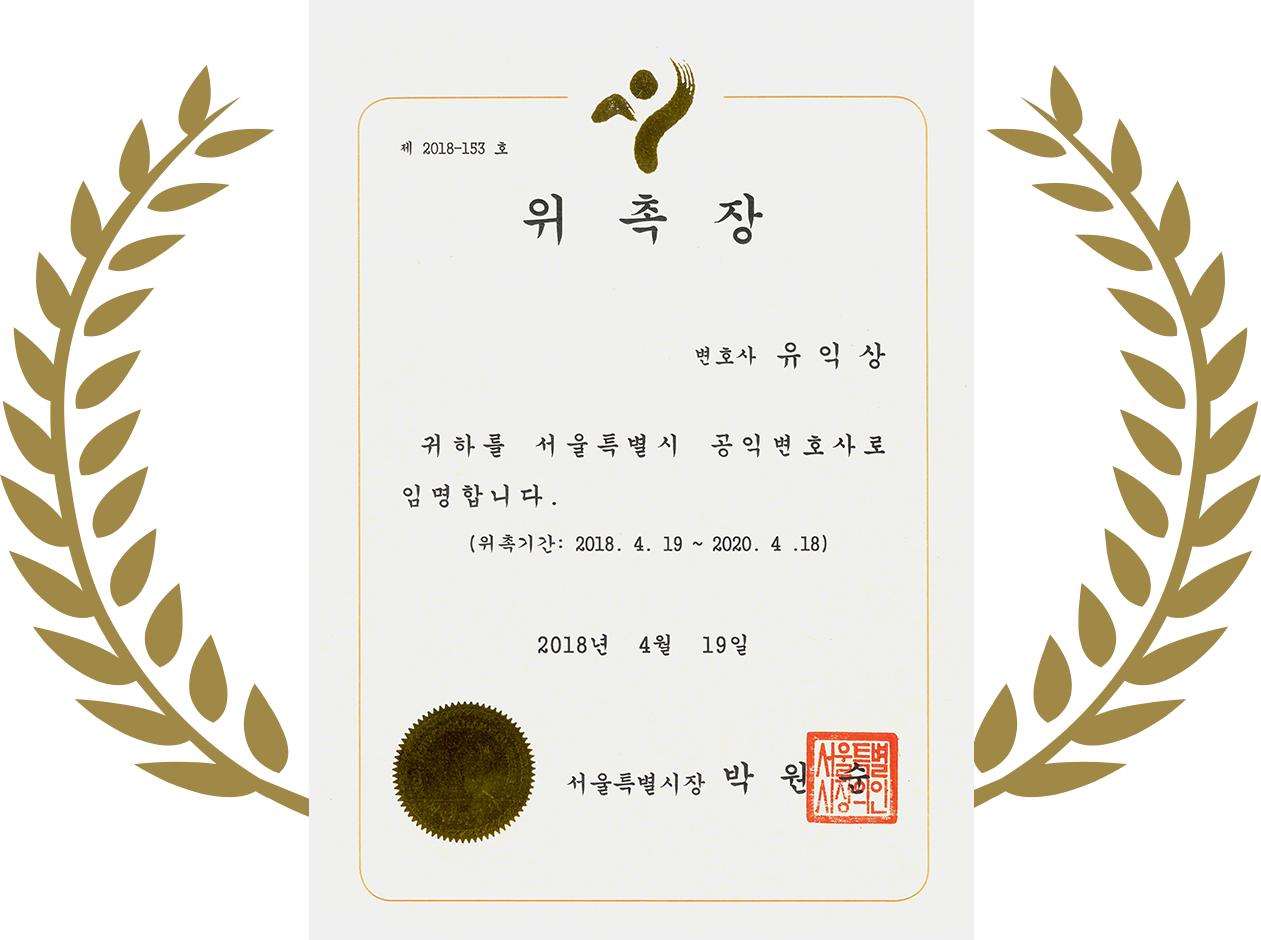 제 2018-153 호
위 촉 장
변호사 유 익 상
귀하를 서울특별시 공익변호사로
임명합니다.
(위촉기간: 2018. 4. 19 ~ 2020. 4 .18)
2018년 4월 19일
서울특별시장 박 원 순
서울특별
시장의인